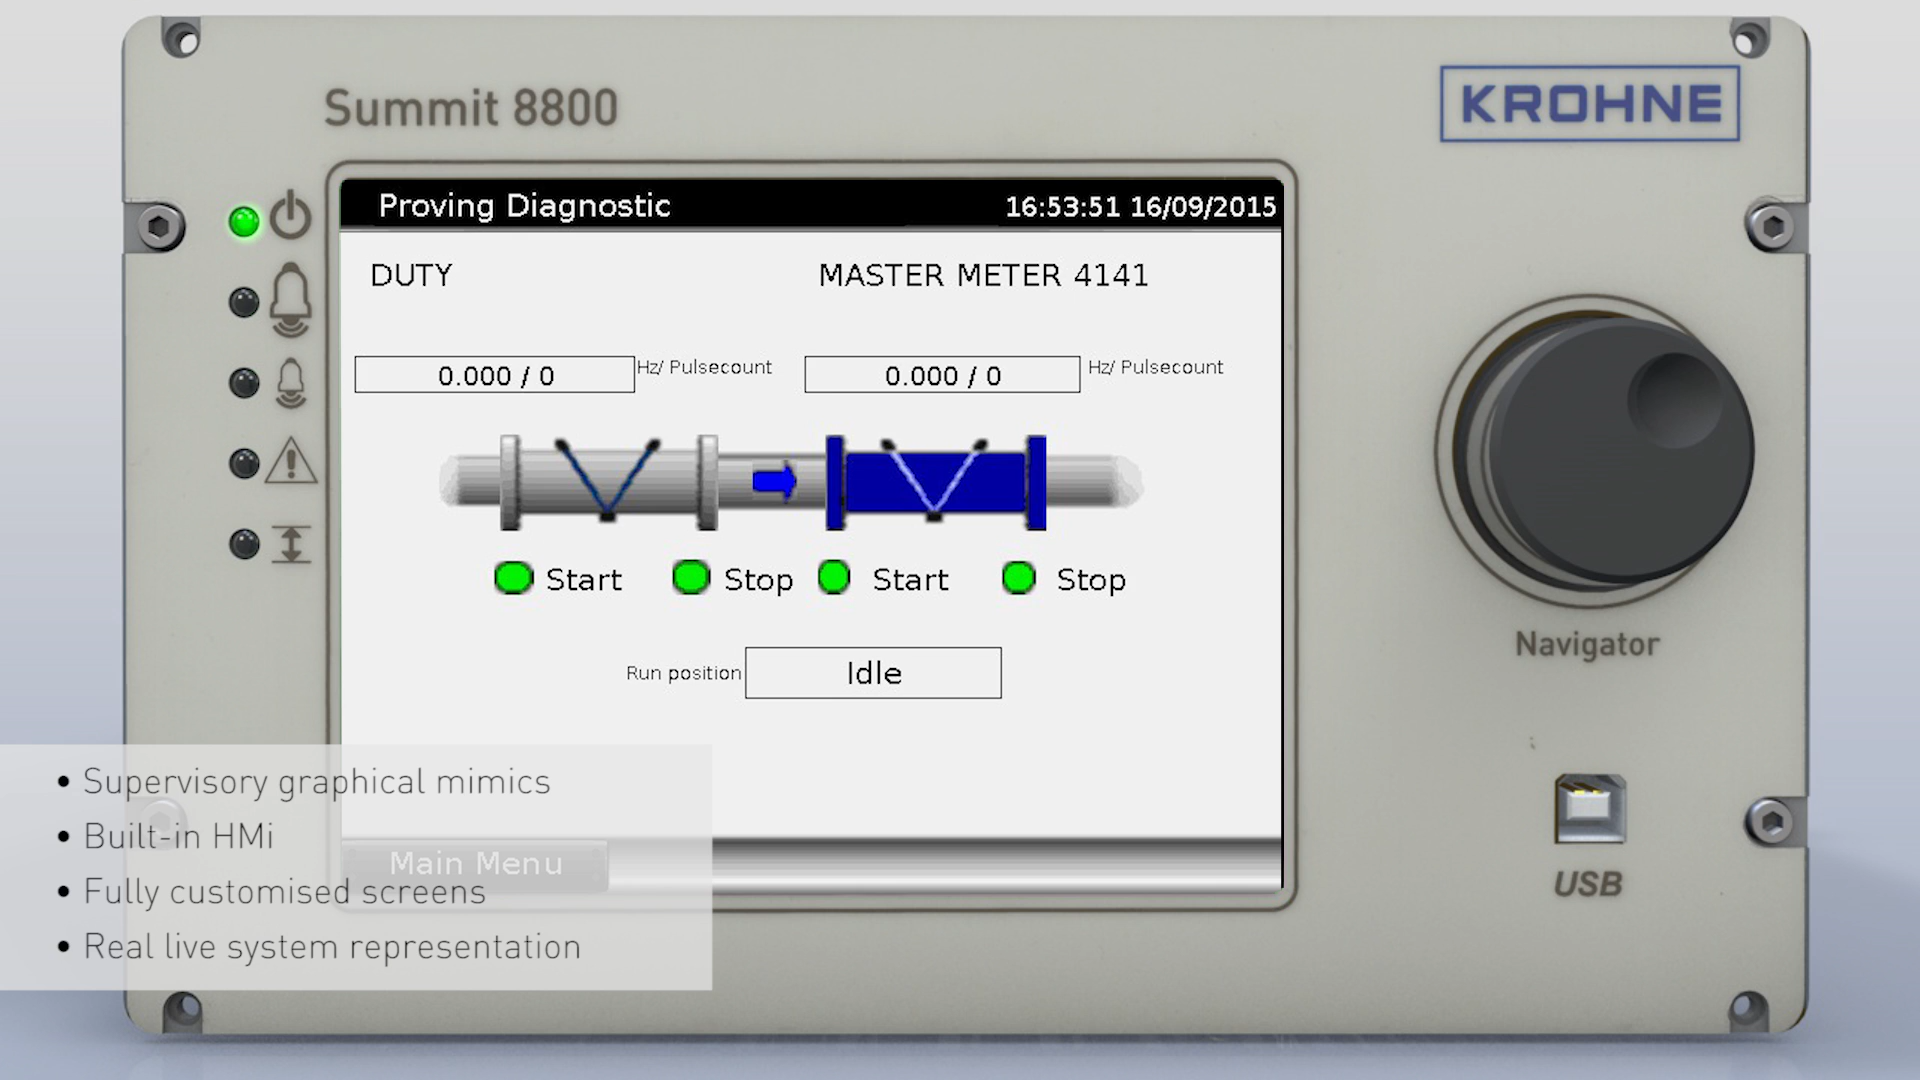 Summit 8800
KROHNE
Proving Diagnostic
16:53:51 16/09/2015
DUTY
MASTER METER 4141
0.000 / 0
Hz/ Pulsecount
0.000 / 0
Hz/ Pulsecount
Start
Stop
Start
Stop
Run position
Idle
Navigator
USB
Main Menu
• Supervisory graphical mimics
• Built-in HMi
• Fully customised screens
• Real live system representation